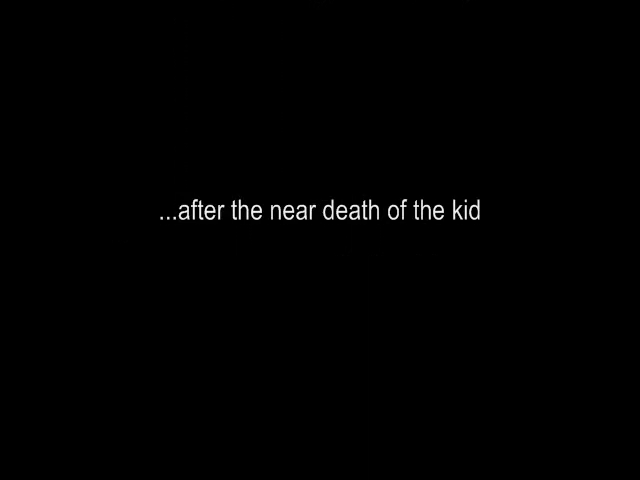 ...after the near death of the kid